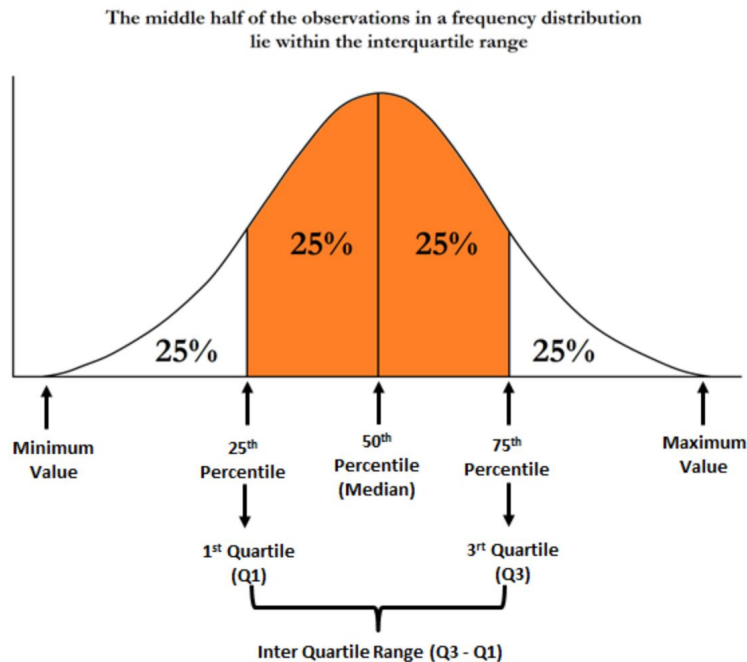 The middle half of the observations in a frequency distribution
lie within the interquartile range
25%
25%
25%
25%
Minimum
Value
25th
Percentile
50th
Percentile
(Median)
75th
Percentile
Maximum
Value
1st Quartile
(Q1)
3rt Quartile
(Q3)
Inter Quartile Range (Q3 - Q1)